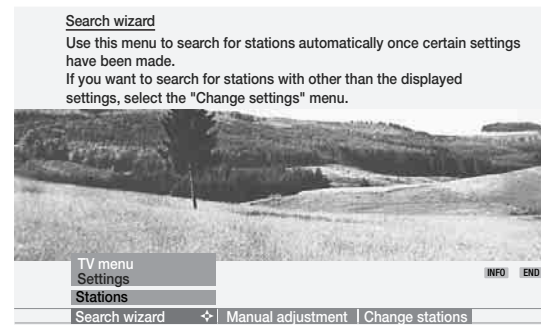 Search wizard
Use this menu to search for stations automatically once certain settings
have been made.
If you want to search for stations with other than the displayed
settings, select the "Change settings" menu.
TV menu
Settings
INFO END
Stations
Search wizard Manual adjustment Change stations